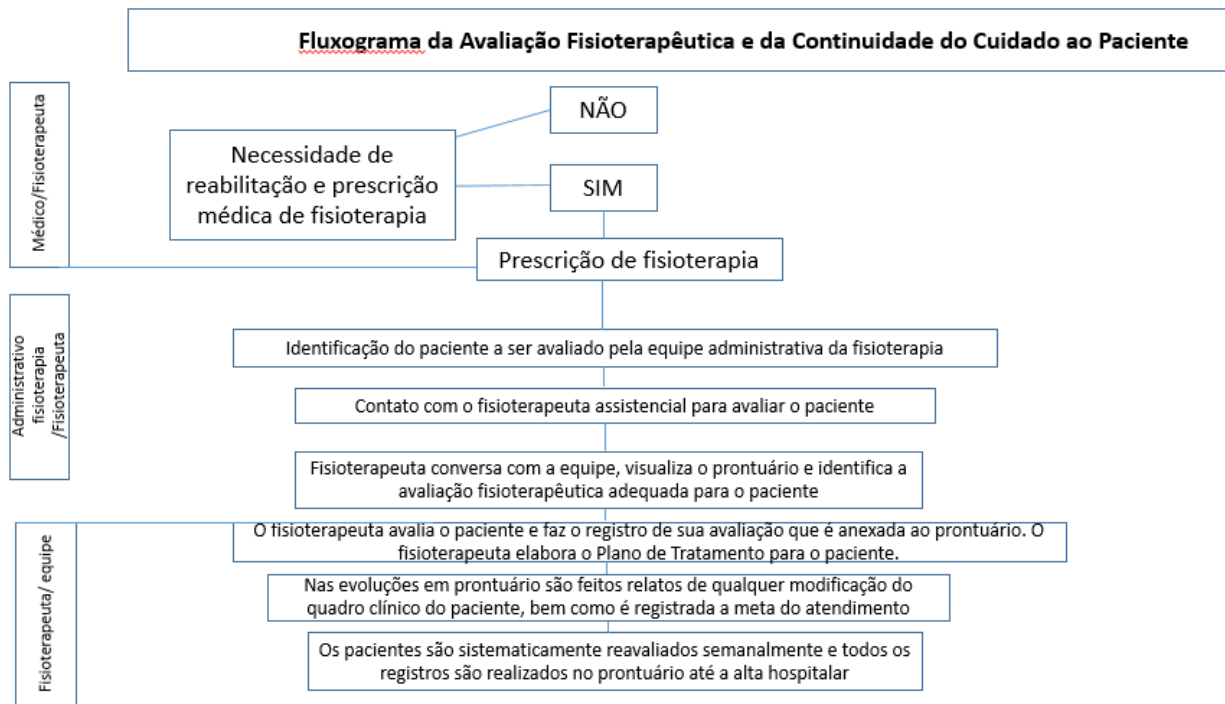 Fluxograma da Avaliação Fisioterapêutica e da Continuidade do Cuidado ao Paciente
Médico/Fisioterapeuta
NÃO
Necessidade de
reabilitação e prescrição
médica de fisioterapia
SIM
Prescrição de fisioterapia
Administrativo
fisioterapia
/Fisioterapeuta
Identificação do paciente a ser avaliado pela equipe administrativa da fisioterapia
Contato com o fisioterapeuta assistencial para avaliar o paciente
Fisioterapeuta conversa com a equipe, visualiza o prontuário e identifica a
avaliação fisioterapêutica adequada para o paciente
Fisioterapeuta/ equipe
O fisioterapeuta avalia o paciente e faz o registro de sua avaliação que é anexada ao prontuário. O
fisioterapeuta elabora o Plano de Tratamento para o paciente.
Nas evoluções em prontuário são feitos relatos de qualquer modificação do
quadro clínico do paciente, bem como é registrada a meta do atendimento
Os pacientes são sistematicamente reavaliados semanalmente e todos os
registros são realizados no prontuário até a alta hospitalar